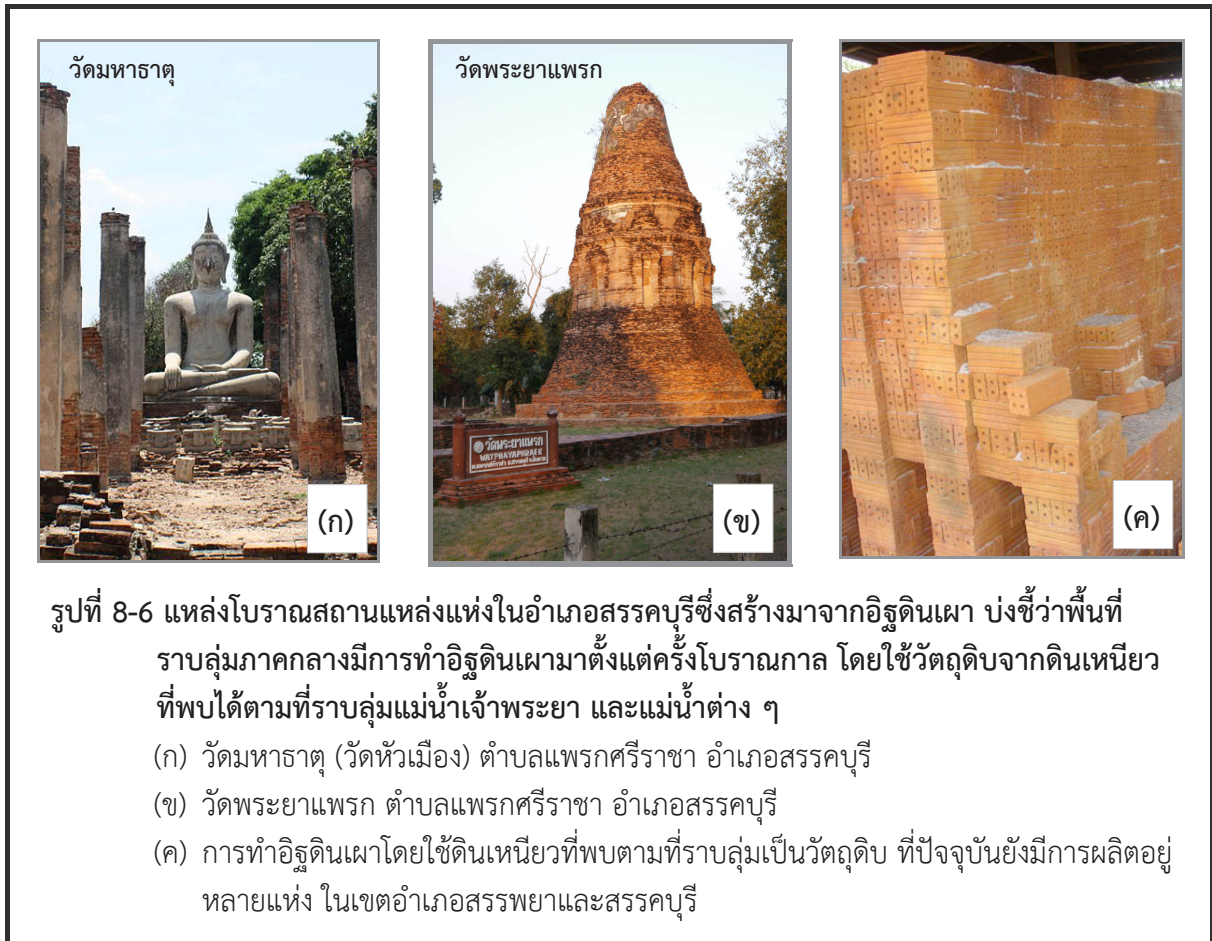 วัดมหาธาตุ
วัดพระยาแพรก
วัดพระยาแพรก
WATPHAYAPHRAEK
(ก)
(ข)
(ค)
รูปที่ 8-6 แหล่งโบราณสถานแหล่งแห่งในอำเภอสรรคบุรีซึ่งสร้างมาจากอิฐดินเผา บ่งชี้ว่าพื้นที่
ราบลุ่มภาคกลางมีการทำอิฐดินเผามาตั้งแต่ครั้งโบราณกาล โดยใช้วัตถุดิบจากดินเหนียว
ที่พบได้ตามที่ราบลุ่มแม่น้ำเจ้าพระยา และแม่น้ำต่าง ๆ
(ก) วัดมหาธาตุ (วัดหัวเมือง) ตำบลแพรกศรีราชา อำเภอสรรคบุรี
(ข) วัดพระยาแพรก ตำบลแพรกศรีราชา อำเภอสรรคบุรี
(ค) การทำอิฐดินเผาโดยใช้ดินเหนียวที่พบตามที่ราบลุ่มเป็นวัตถุดิบ ที่ปัจจุบันยังมีการผลิตอยู่
หลายแห่ง ในเขตอำเภอสรรพยาและสรรคบุรี